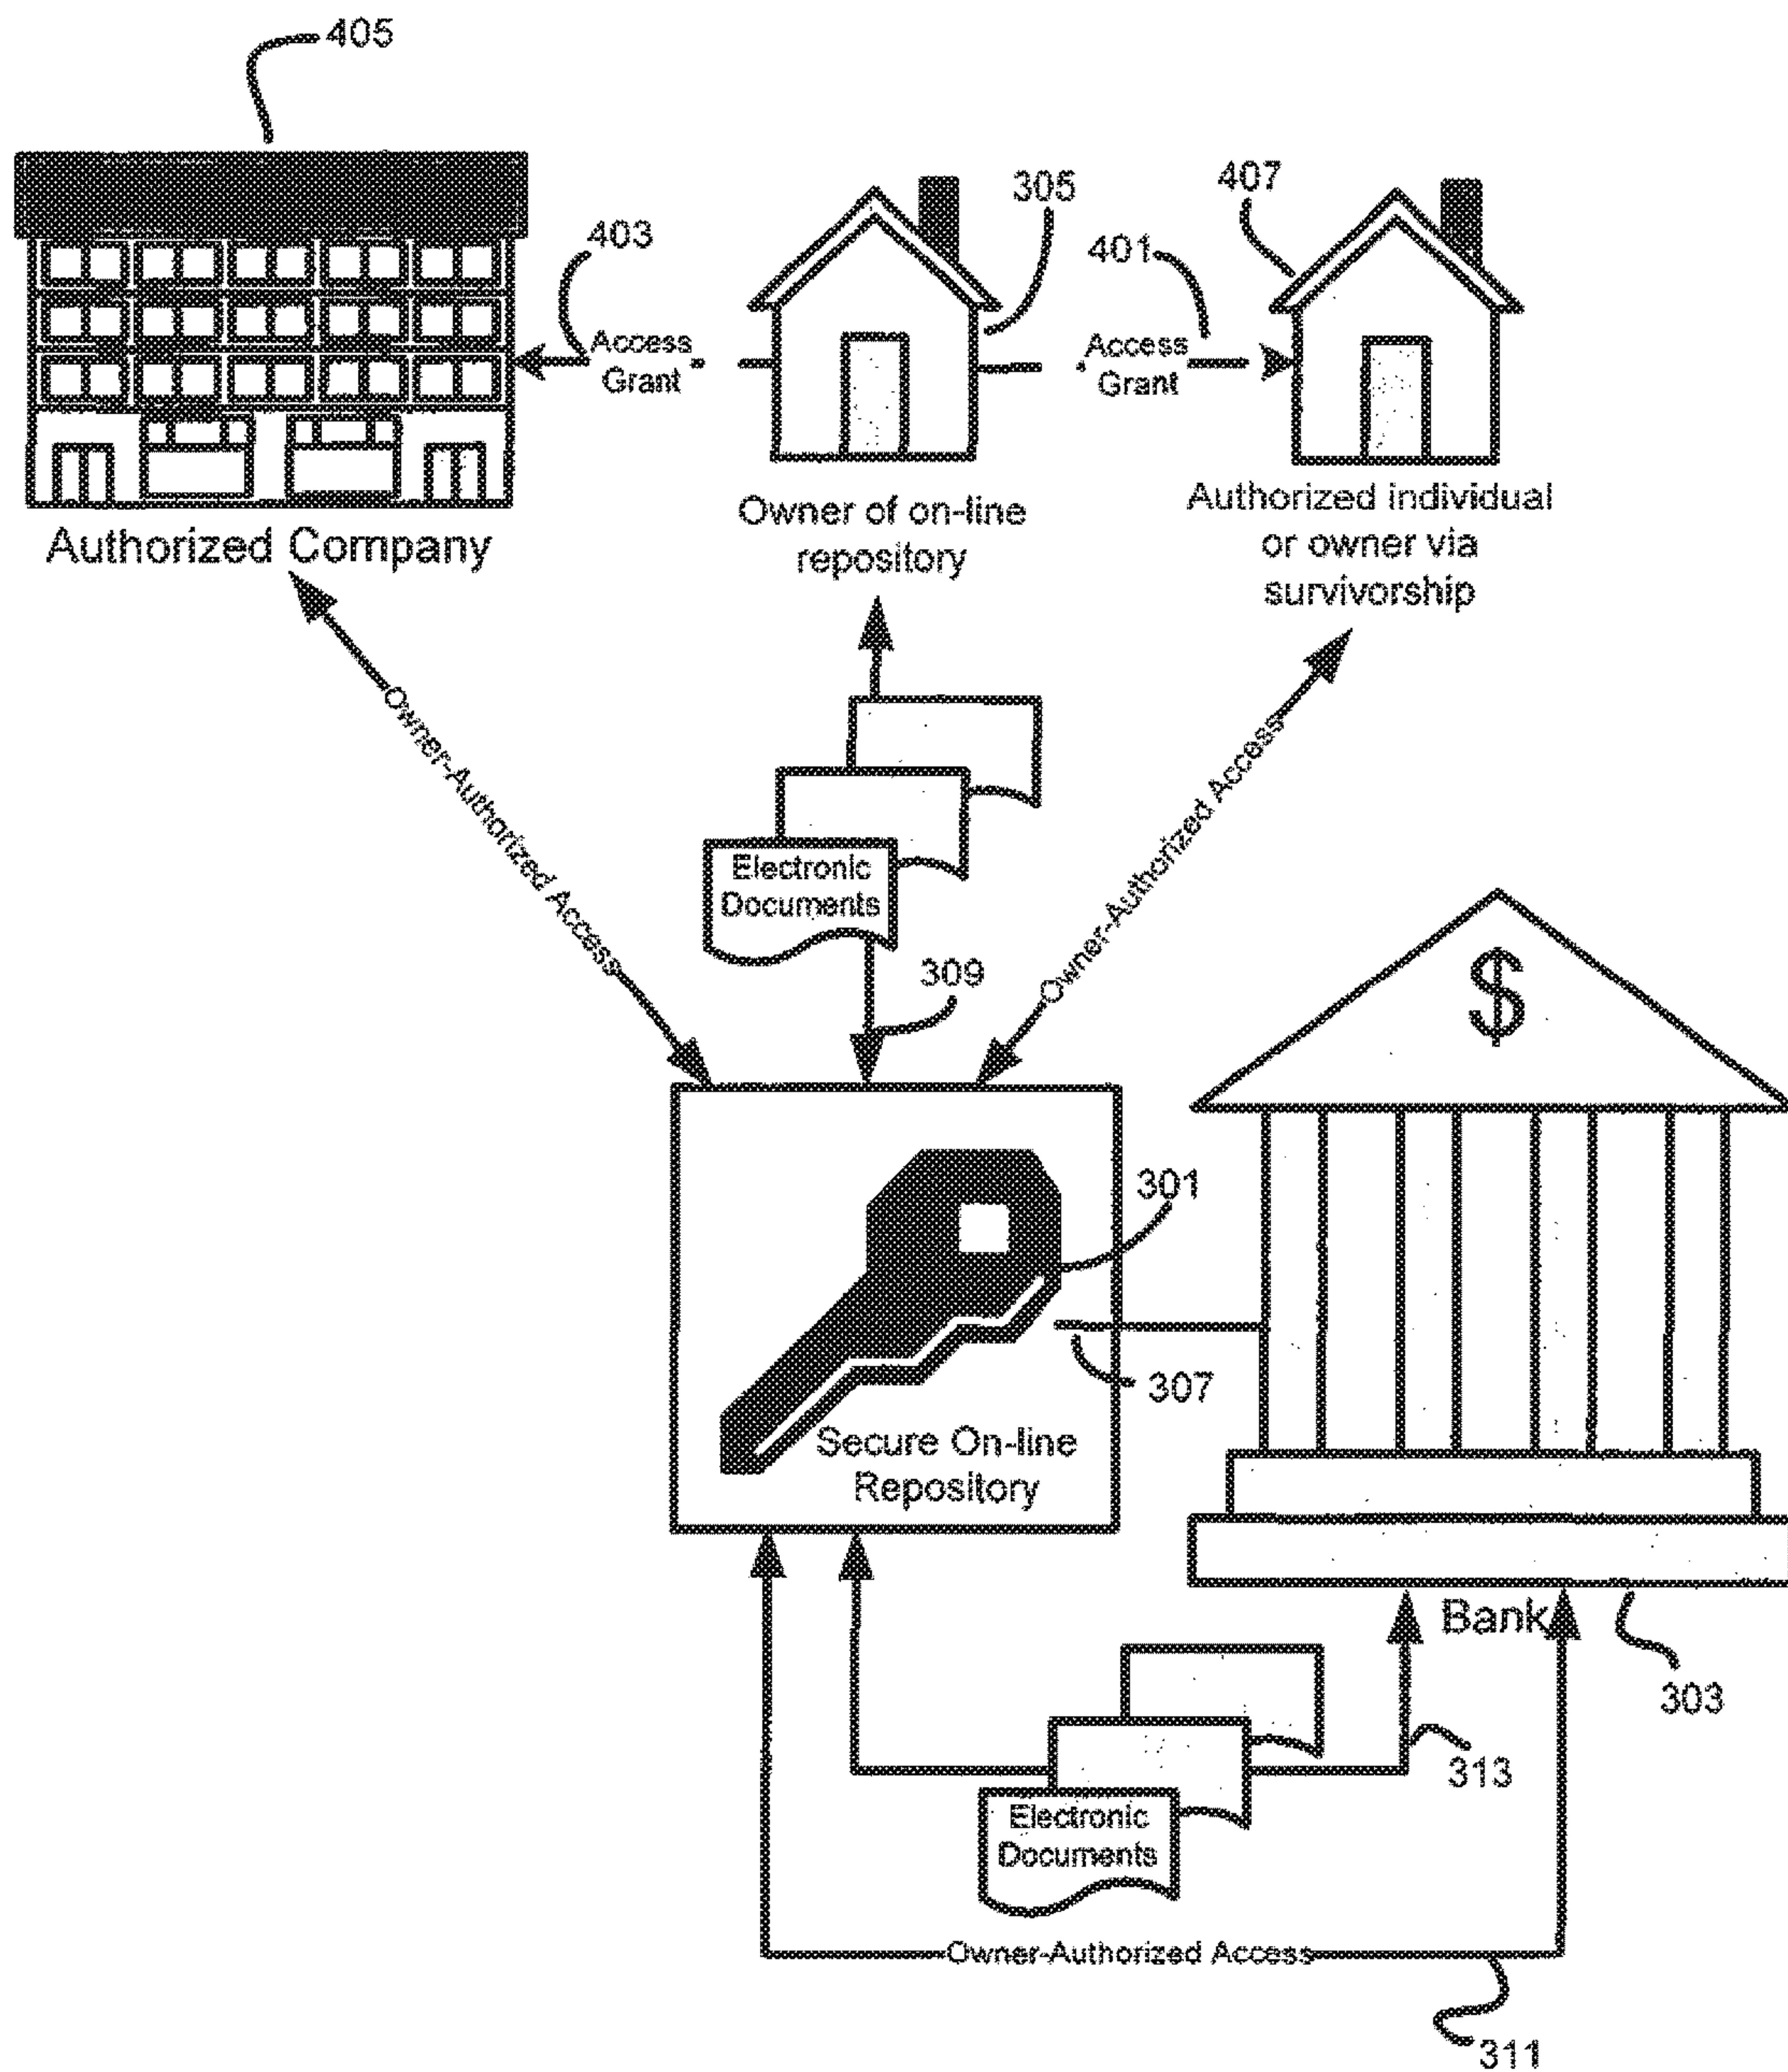 405
403
305
401
407
Access
Grant
Access
Grant
Authorized Company
Owner of on-line
repository
Authorized individual
or owner via
survivorship
Owner-Authorized Access
Electronic
Documents
309
Owner-Authorized Access
$
301
307
Secure On-line
Repository
Bank
303
313
Electronic
Documents
Owner-Authorized Access
311